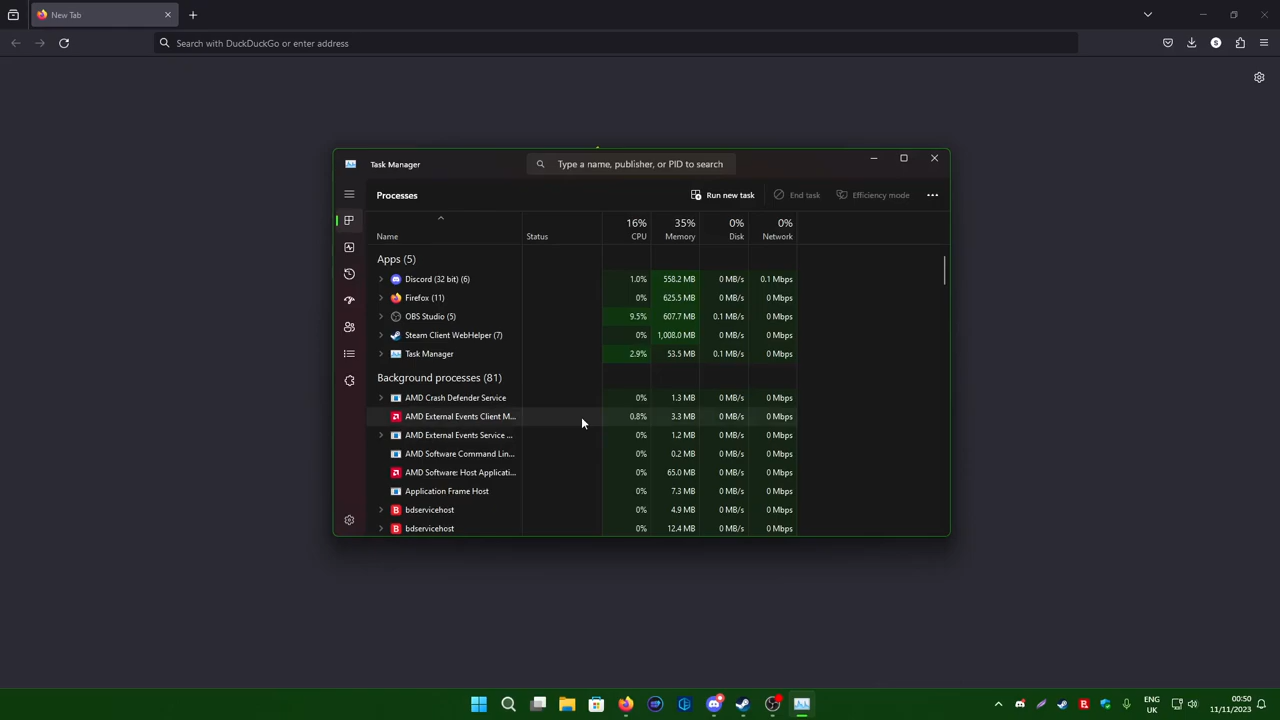 New Tab
Search with DuckDuckGo or enter address
S
Task Manager
Type a name, publisher, or PID to search
Processes
Run new task
End task
Efficiency mode
16% 35% 0% 0%
Name Status CPU Memory Disk Network
Apps (5)
Discord (32 bit) (6) 1.0% 558.2 MB 0 MB/s 0.1 Mbps
Firefox (11) 0% 625.5 MB 0 MB/s 0 Mbps
OBS Studio (5) 9.5% 607.7 MB 0.1 MB/s 0 Mbps
Steam Client WebHelper (7) 0% 1,008.0 MB 0 MB/s 0 Mbps
Task Manager 2.9% 53.5 MB 0.1 MB/s 0 Mbps
Background processes (81)
AMD Crash Defender Service 0% 1.3 MB 0 MB/s 0 Mbps
AMD External Events Client M... 0.8% 3.3 MB 0 MB/s 0 Mbps
AMD External Events Service ... 0% 1.2 MB 0 MB/s 0 Mbps
AMD Software Command Lin... 0% 0.2 MB 0 MB/s 0 Mbps
AMD Software: Host Applicati... 0% 65.0 MB 0 MB/s 0 Mbps
Application Frame Host 0% 7.3 MB 0 MB/s 0 Mbps
B bdservicehost 0% 4.9 MB 0 MB/s 0 Mbps
B bdservicehost 0% 12.4 MB 0 MB/s 0 Mbps
ENG 00:50
UK 11/11/2023